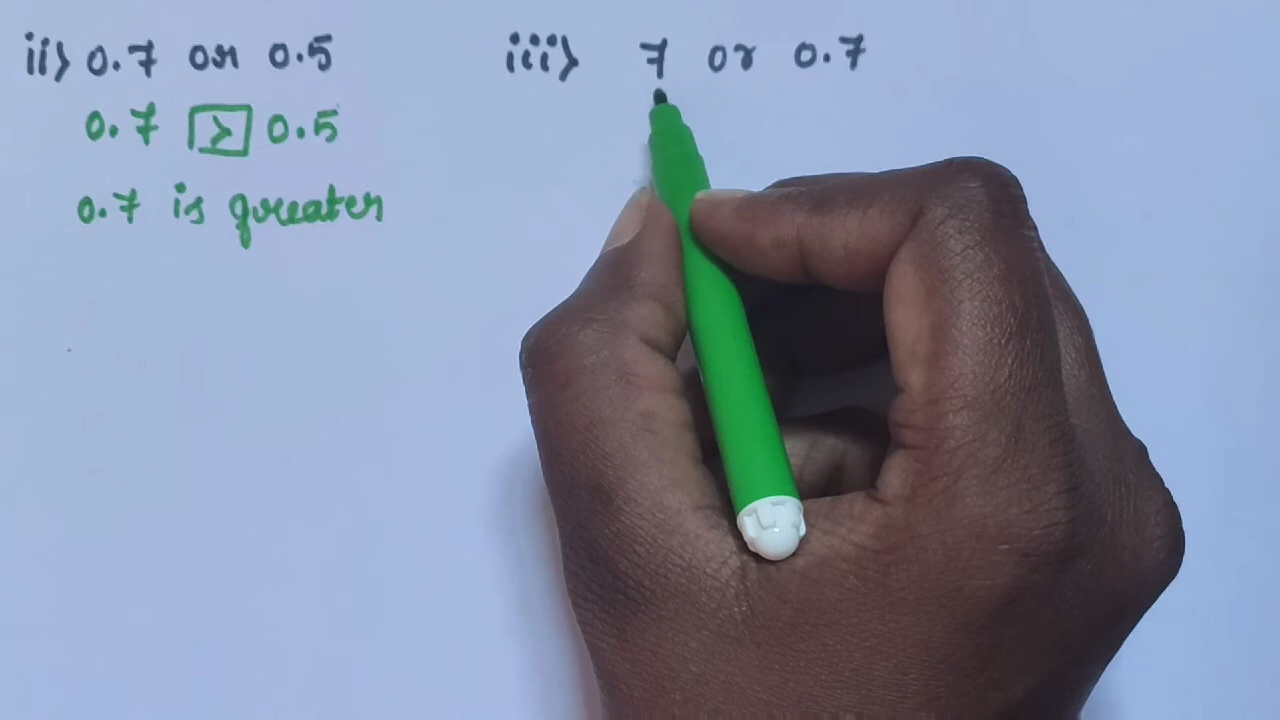 ii) 0.7 or 0.5
0.7 > 0.5
0.7 is greater
iii) 7 or 0.7